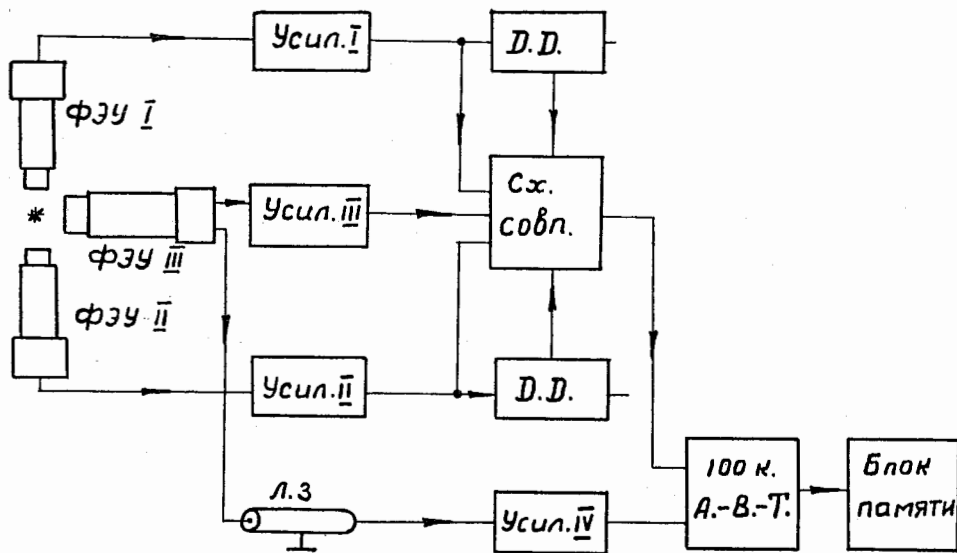 Усил. I
D.D.
ФЭУ I
Сх.
совп.
*
Усил. III
ФЭУ III
ФЭУ II
Усил. II
D.D.
100 к.
А.-В.-Т.
Блок
памяти
Л.З
Усил. IV